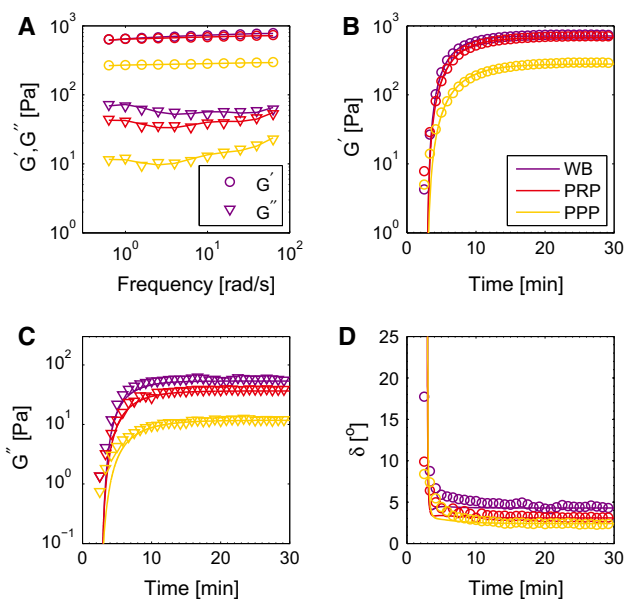 A
G′,G″ [Pa]
10³
10²
10¹
10⁰
10⁰
10¹
10²
Frequency [rad/s]
G′
G″
B
G′ [Pa]
10³
10²
10¹
10⁰
0
10
20
30
Time [min]
WB
PRP
PPP
C
G″ [Pa]
10²
10¹
10⁰
10⁻¹
0
10
20
30
Time [min]
D
δ [°]
25
20
15
10
5
0
0
10
20
30
Time [min]